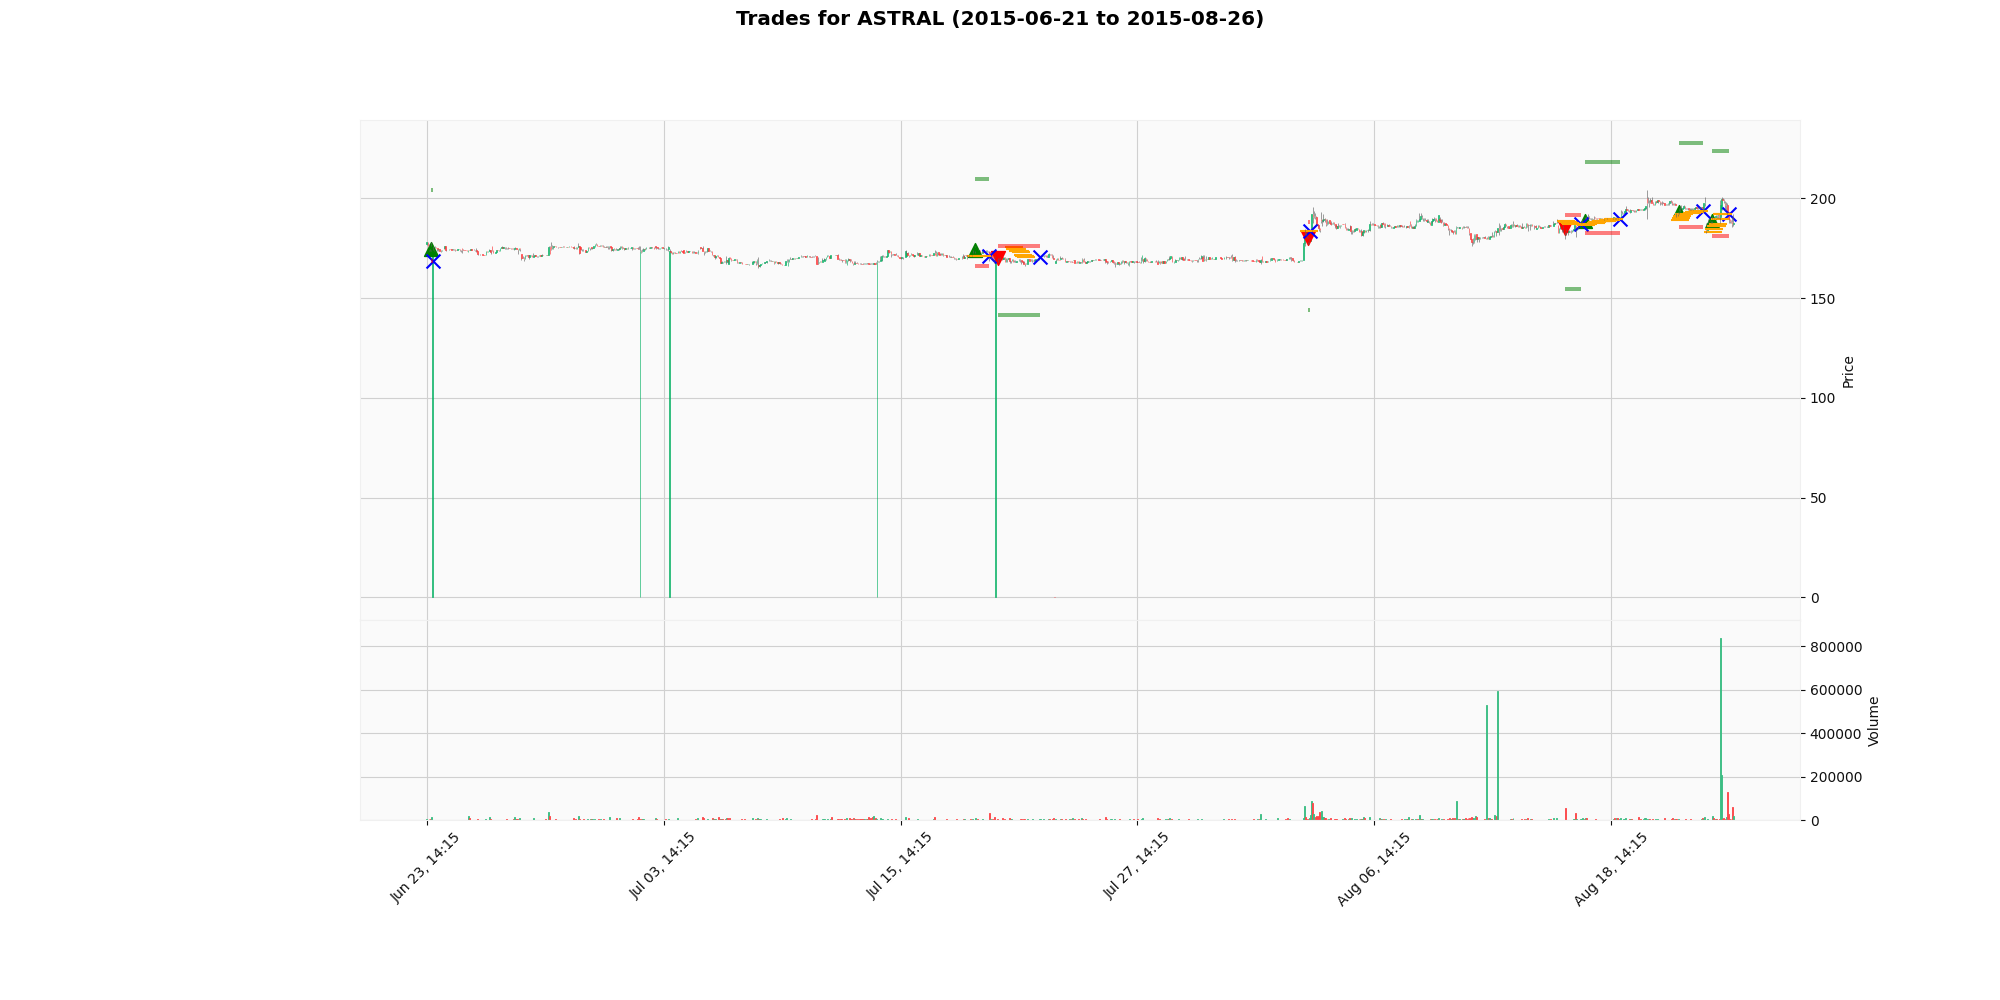 Trades for ASTRAL (2015-06-21 to 2015-08-26)
200
150
100
50
0
Price
800000
600000
400000
200000
0
Volume
Jun 23, 14:15
Jul 03, 14:15
Jul 15, 14:15
Jul 27, 14:15
Aug 06, 14:15
Aug 18, 14:15